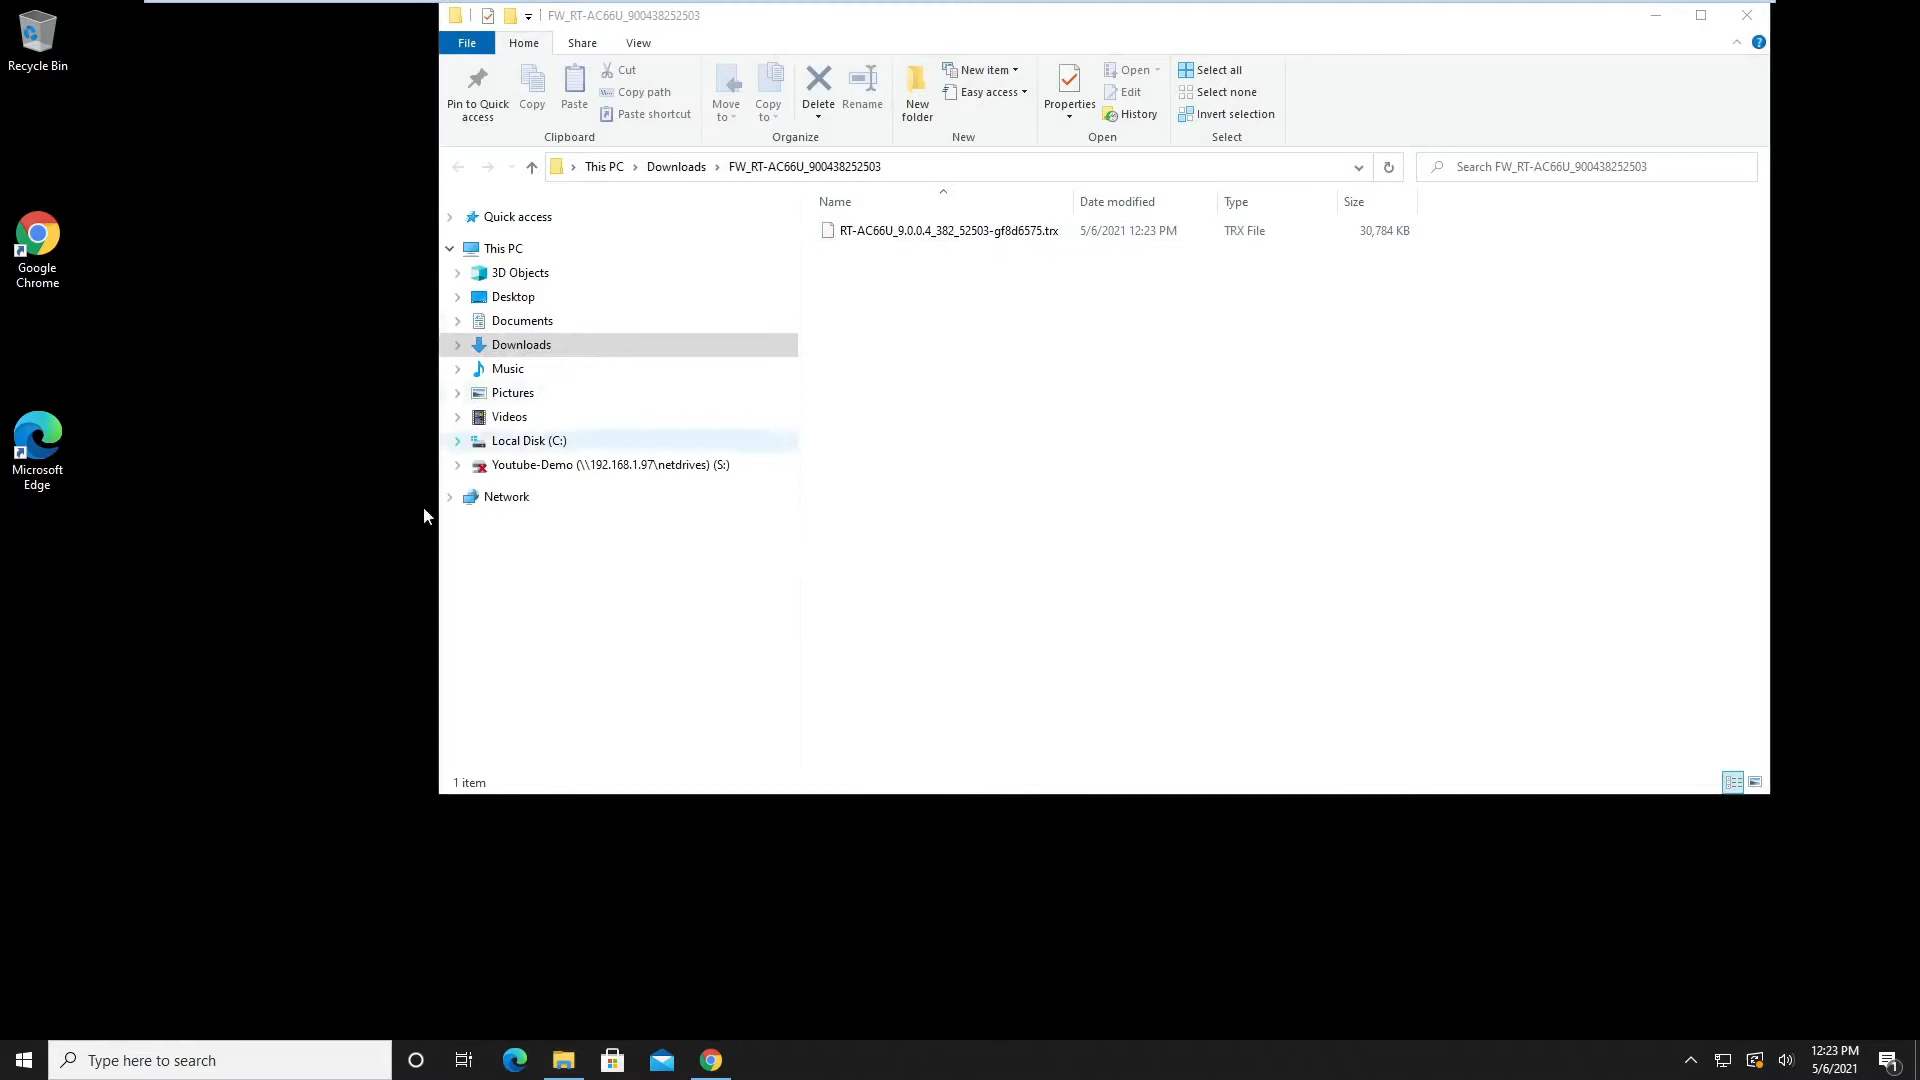 Recycle Bin
Google
Chrome
Microsoft
Edge
FW_RT-AC66U_900438252503
File Home Share View
Pin to Quick
access
Copy
Paste
Cut
Copy path
Paste shortcut
Clipboard
Move
to
Copy
to
Delete
Rename
Organize
New
folder
New item
Easy access
New
Properties
Open
Edit
History
Open
Select all
Select none
Invert selection
Select
This PC > Downloads > FW_RT-AC66U_900438252503
Search FW_RT-AC66U_900438252503
Name Date modified Type Size
RT-AC66U_9.0.0.4_382_52503-gf8d6575.trx 5/6/2021 12:23 PM TRX File 30,784 KB
Quick access
This PC
3D Objects
Desktop
Documents
Downloads
Music
Pictures
Videos
Local Disk (C:)
Youtube-Demo (\\192.168.1.97\netdrives) (S:)
Network
1 item
Type here to search
12:23 PM
5/6/2021
1